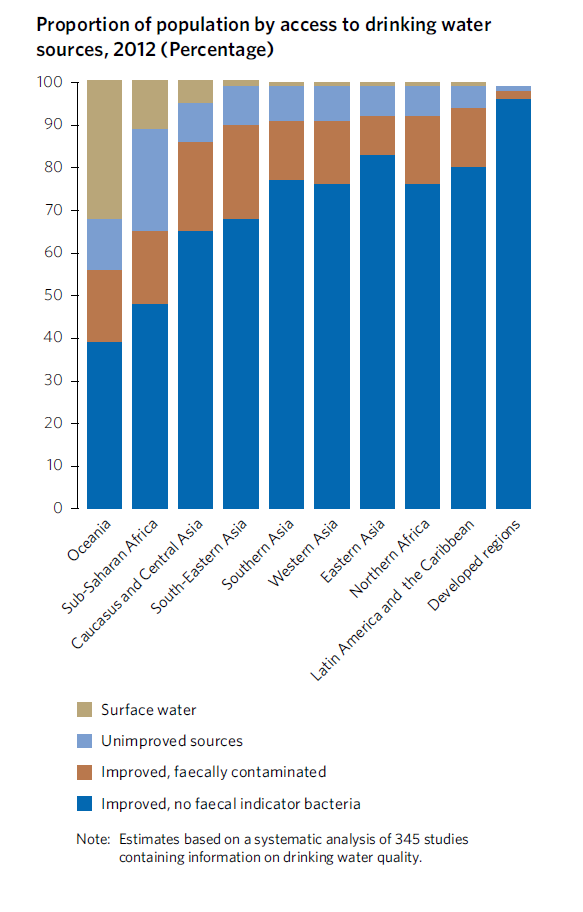 Proportion of population by access to drinking water
sources, 2012 (Percentage)
100
90
80
70
60
50
40
30
20
10
0
Oceania
Sub-Saharan Africa
Caucasus and Central Asia
South-Eastern Asia
Southern Asia
Western Asia
Eastern Asia
Northern Africa
Latin America and the Caribbean
Developed regions
Surface water
Unimproved sources
Improved, faecally contaminated
Improved, no faecal indicator bacteria
Note: Estimates based on a systematic analysis of 345 studies
containing information on drinking water quality.